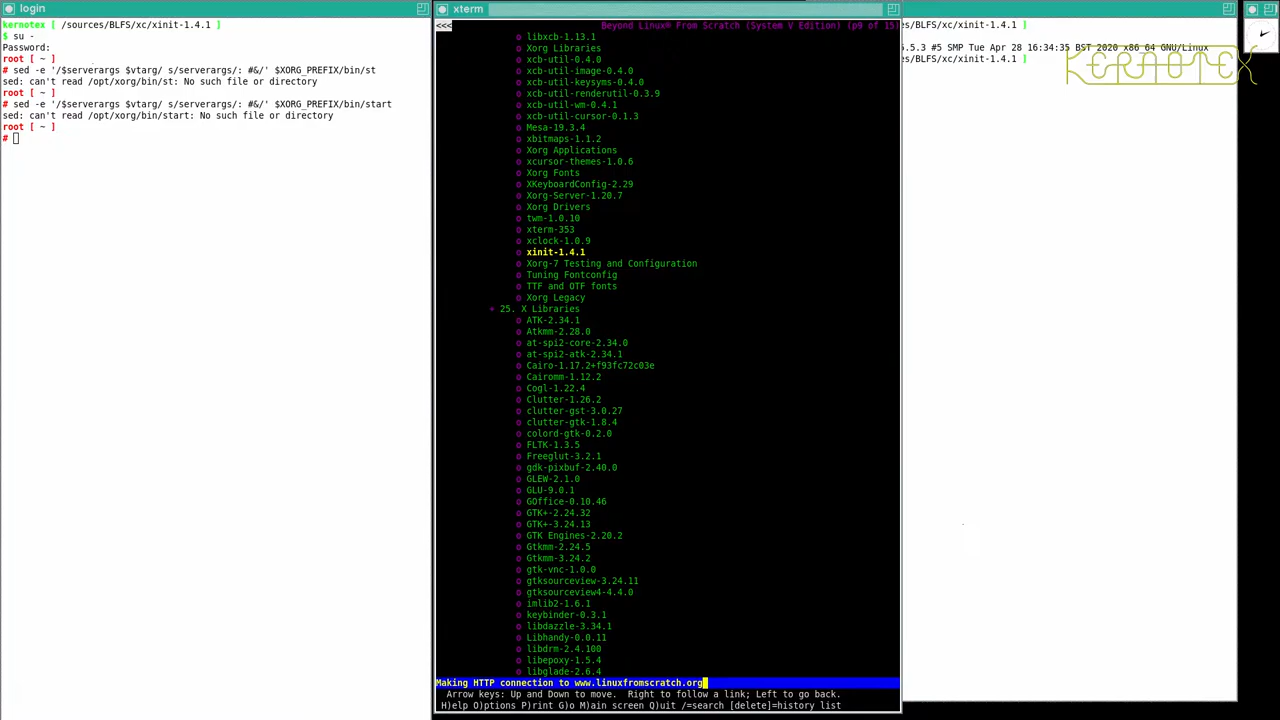 login
kernotex [ /sources/BLFS/xc/xinit-1.4.1 ]
$ su -
Password:
root [ ~ ]
# sed -e '/$serverargs $vtarg/ s/serverargs/: #&/' $XORG_PREFIX/bin/st
sed: can't read /opt/xorg/bin/st: No such file or directory
root [ ~ ]
# sed -e '/$serverargs $vtarg/ s/serverargs/: #&/' $XORG_PREFIX/bin/start
sed: can't read /opt/xorg/bin/start: No such file or directory
root [ ~ ]
#
xterm
<<<
Beyond Linux® From Scratch (System V Edition) (p9 of 15)
o libxcb-1.13.1
o Xorg Libraries
o xcb-util-0.4.0
o xcb-util-image-0.4.0
o xcb-util-keysyms-0.4.0
o xcb-util-renderutil-0.3.9
o xcb-util-wm-0.4.1
o xcb-util-cursor-0.1.3
o Mesa-19.3.4
o xbitmaps-1.1.2
o Xorg Applications
o xcursor-themes-1.0.6
o Xorg Fonts
o XKeyboardConfig-2.29
o Xorg-Server-1.20.7
o Xorg Drivers
o twm-1.0.10
o xterm-353
o xclock-1.0.9
o xinit-1.4.1
o Xorg-7 Testing and Configuration
o Tuning Fontconfig
o TTF and OTF fonts
o Xorg Legacy
+ 25. X Libraries
o ATK-2.34.1
o Atkmm-2.28.0
o at-spi2-core-2.34.0
o at-spi2-atk-2.34.1
o Cairo-1.17.2+f93fc72c03e
o Cairomm-1.12.2
o Cogl-1.22.4
o Clutter-1.26.2
o clutter-gst-3.0.27
o clutter-gtk-1.8.4
o colord-gtk-0.2.0
o FLTK-1.3.5
o Freeglut-3.2.1
o gdk-pixbuf-2.40.0
o GLEW-2.1.0
o GLU-9.0.1
o GOffice-0.10.46
o GTK+-2.24.32
o GTK+-3.24.13
o GTK Engines-2.20.2
o Gtkmm-2.24.5
o Gtkmm-3.24.2
o gtk-vnc-1.0.0
o gtksourceview-3.24.11
o gtksourceview4-4.4.0
o imlib2-1.6.1
o keybinder-0.3.1
o libdazzle-3.34.1
o Libhandy-0.0.11
o libdrm-2.4.100
o libepoxy-1.5.4
o libglade-2.6.4
Making HTTP connection to www.linuxfromscratch.org
Arrow keys: Up and Down to move. Right to follow a link; Left to go back.
H)elp O)ptions P)rint G)o M)ain screen Q)uit /=search [delete]=history list
es/BLFS/xc/xinit-1.4.1 ]
5.5.3 #5 SMP Tue Apr 28 16:34:35 BST 2020 x86_64 GNU/Linux
es/BLFS/xc/xinit-1.4.1 ]
KERNOTEX